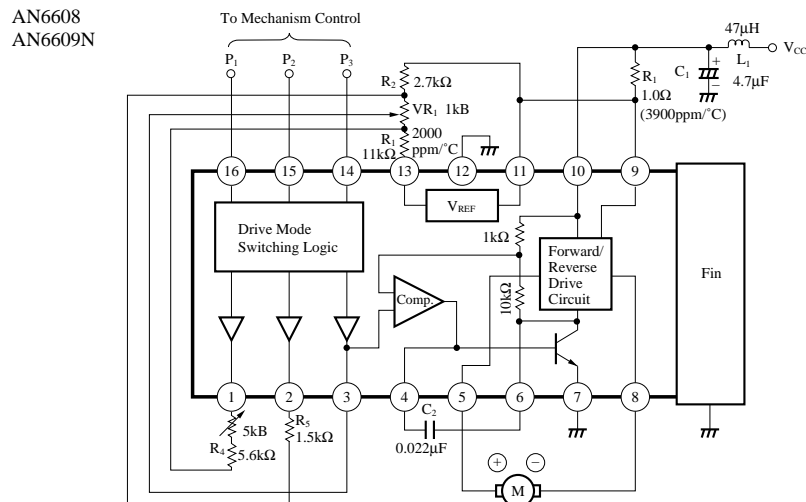 AN6608
AN6609N
To Mechanism Control
P1
P2
P3
R2
2.7kΩ
VR1 1kB
R1
11kΩ
2000
ppm/°C
47μH
L1
VCC
C1
+
−
4.7μF
R1
1.0Ω
(3900ppm/°C)
16
15
14
13
12
11
10
9
Drive Mode
Switching Logic
VREF
1kΩ
10kΩ
Comp.
Forward/
Reverse
Drive
Circuit
Fin
1
2
3
4
5
6
7
8
5kB
R4
5.6kΩ
R5
1.5kΩ
C2
0.022μF
+
−
M